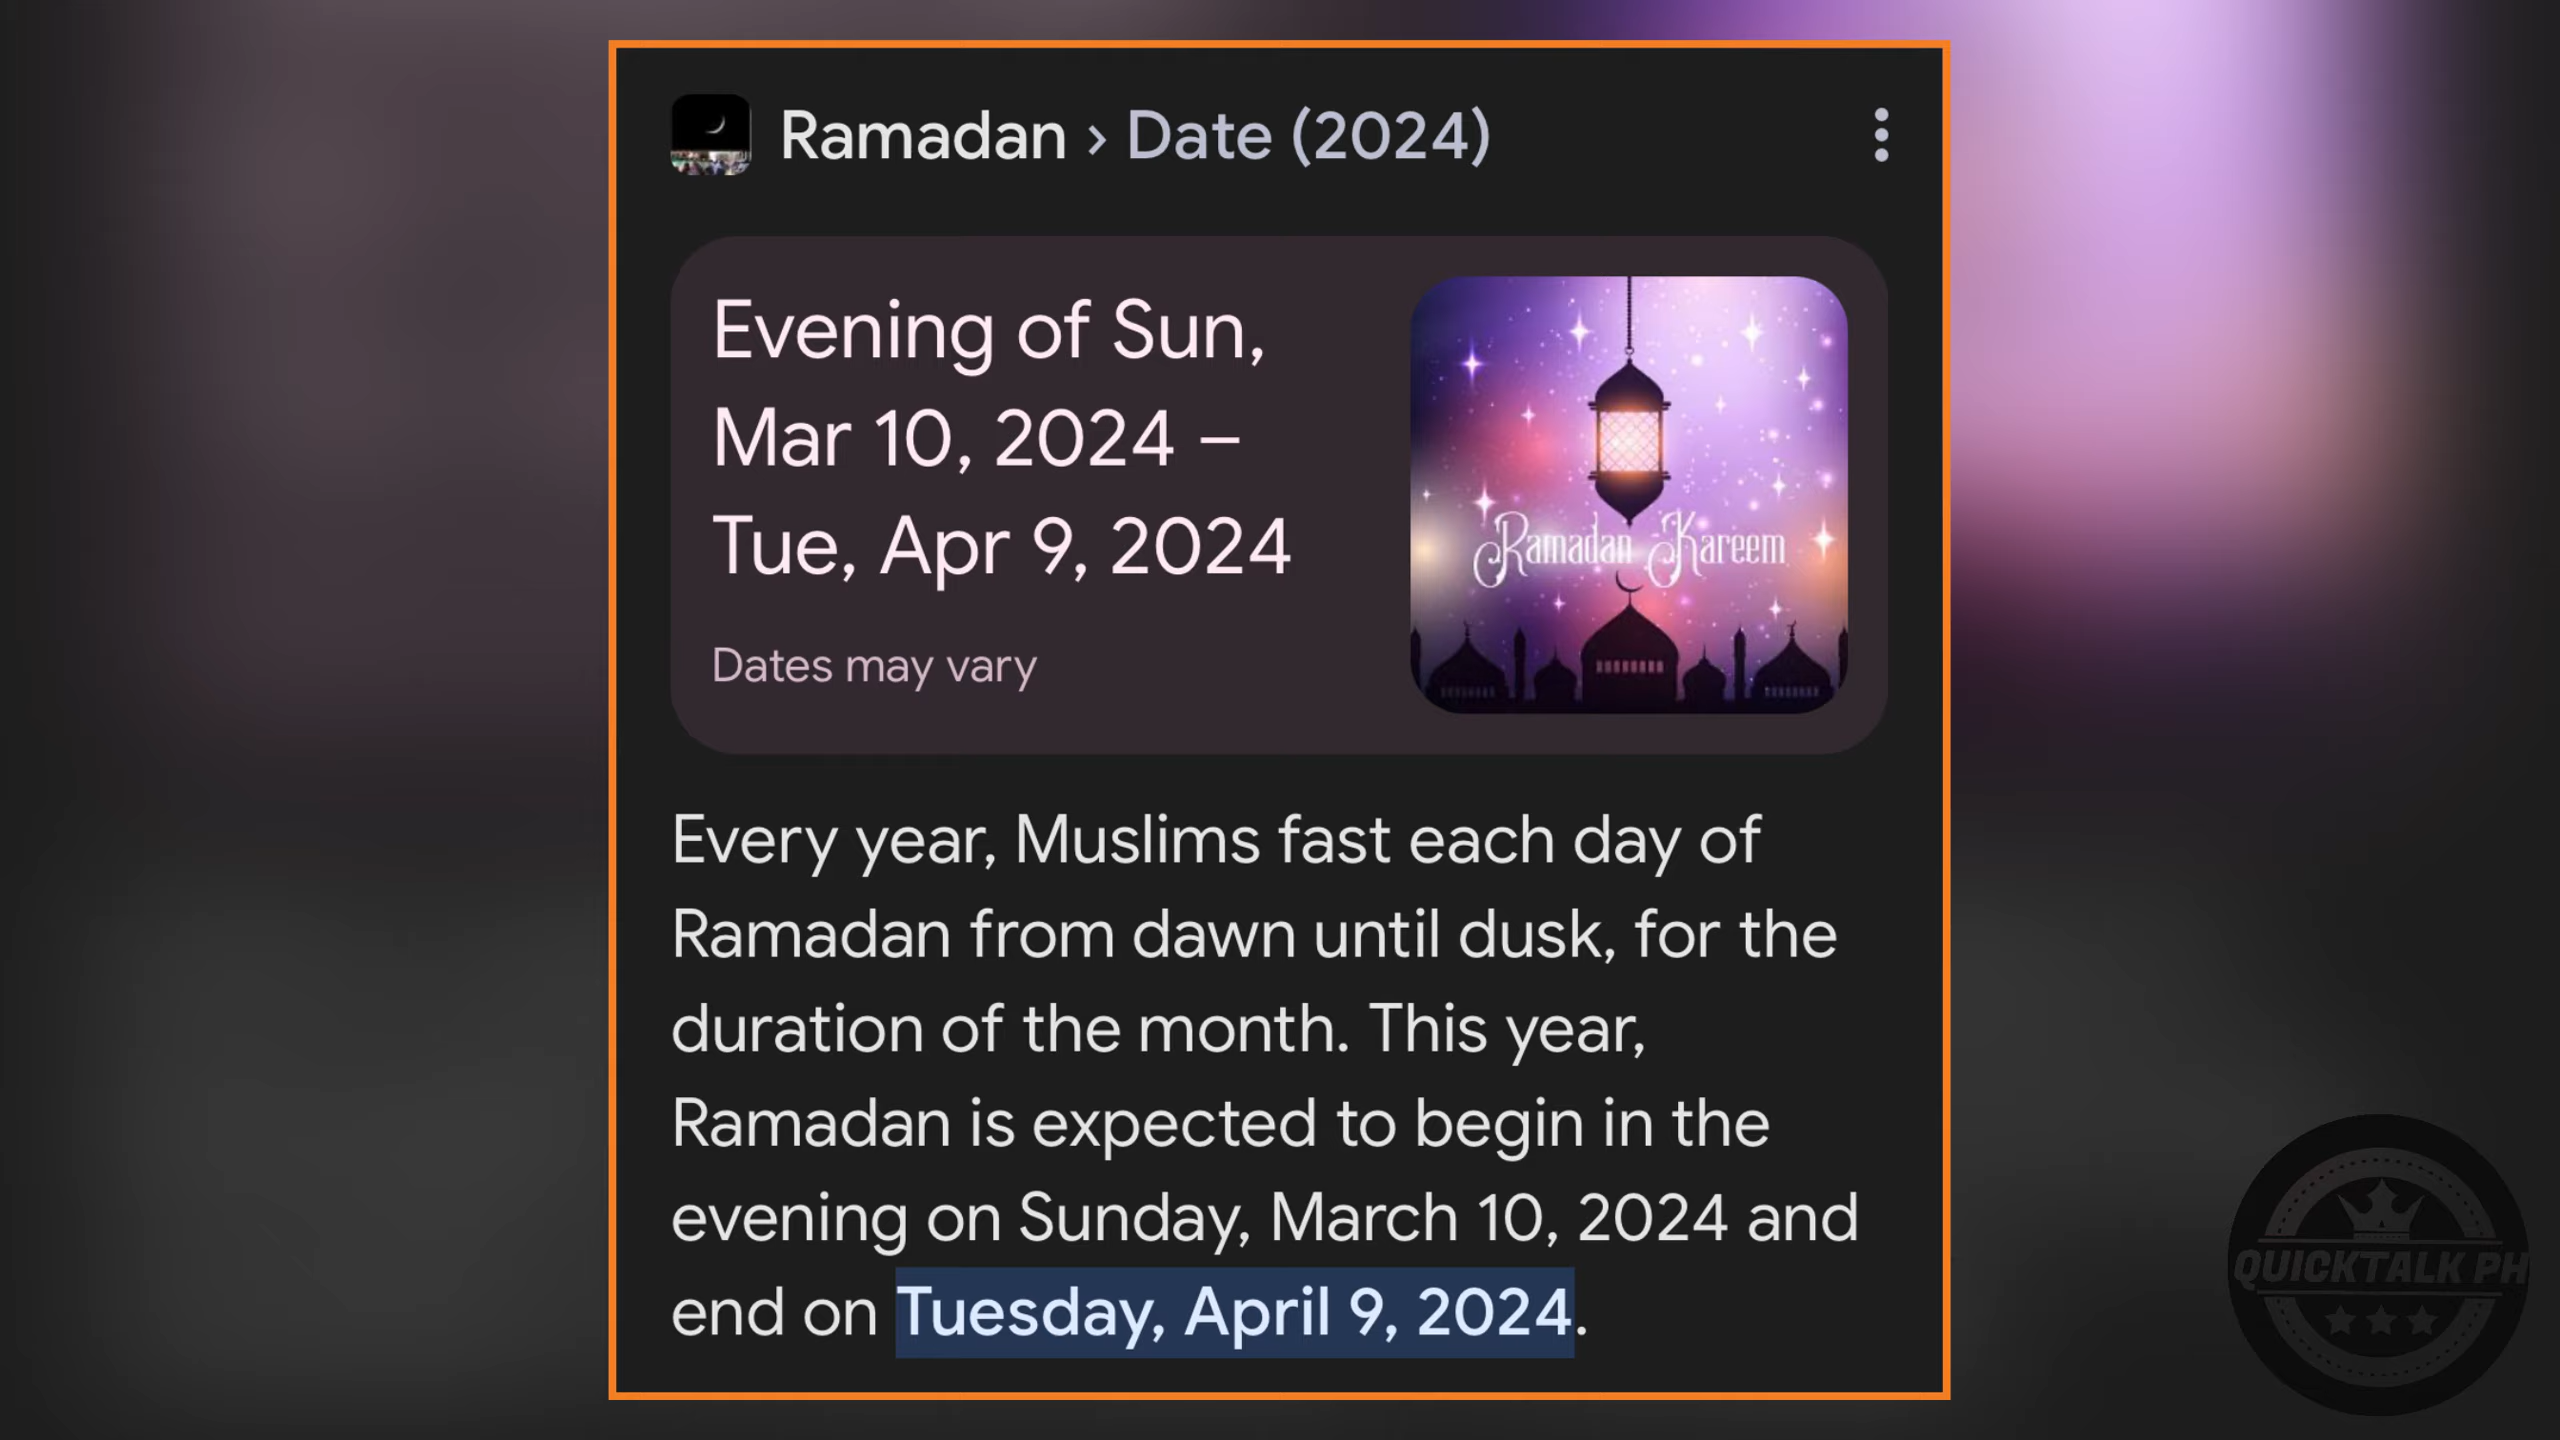 Ramadan › Date (2024)
Evening of Sun,
Mar 10, 2024 –
Tue, Apr 9, 2024
Dates may vary
Ramadan Kareem
Every year, Muslims fast each day of
Ramadan from dawn until dusk, for the
duration of the month. This year,
Ramadan is expected to begin in the
evening on Sunday, March 10, 2024 and
end on Tuesday, April 9, 2024.
QUICKTALK PH